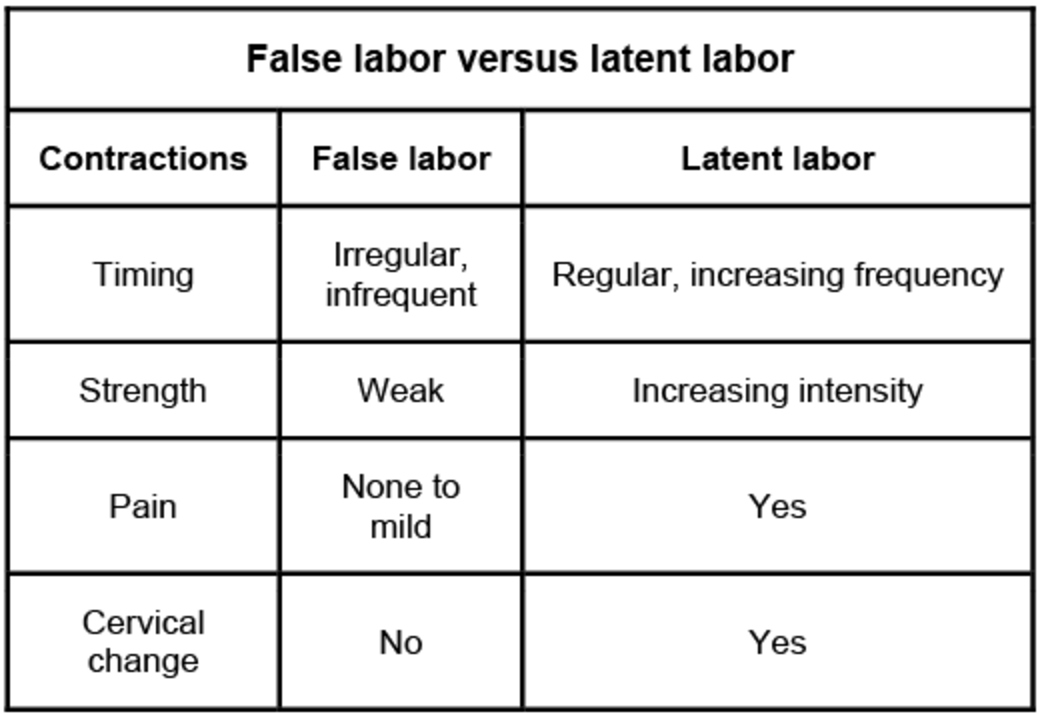 False labor versus latent labor
Contractions
False labor
Latent labor
Timing
Irregular,
infrequent
Regular, increasing frequency
Strength
Weak
Increasing intensity
Pain
None to
mild
Yes
Cervical
change
No
Yes